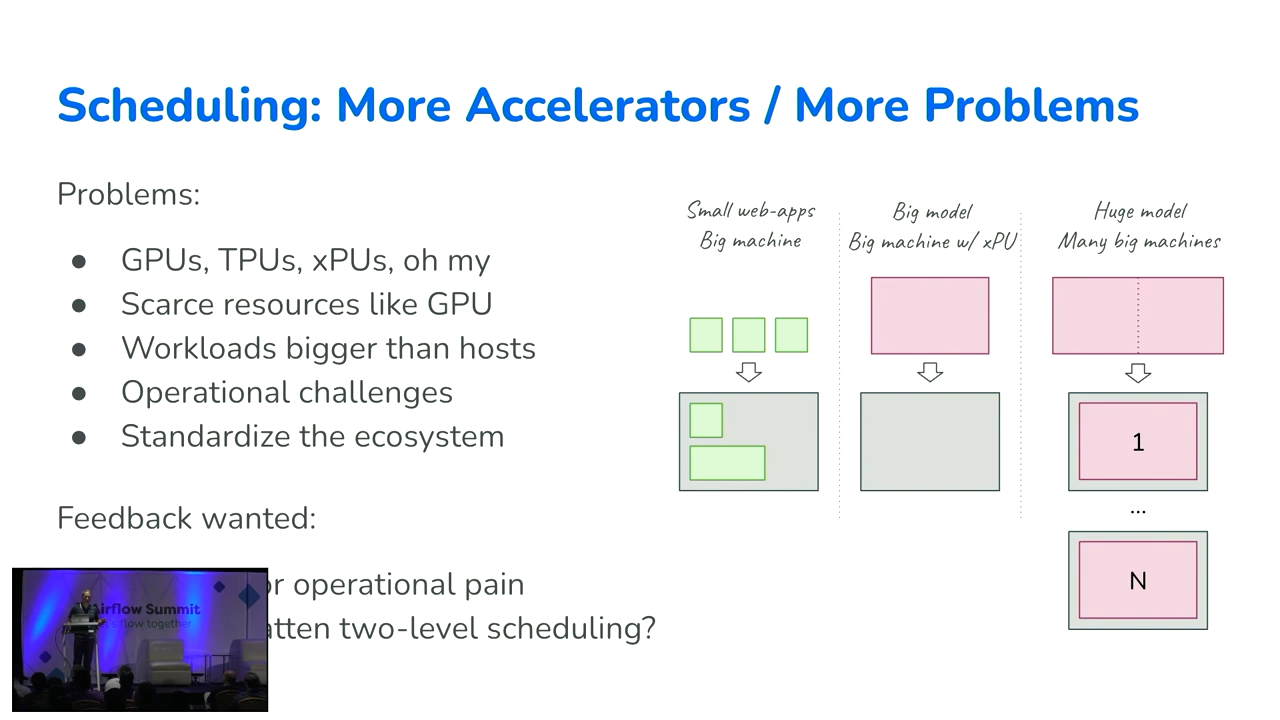 Scheduling: More Accelerators / More Problems
Problems:
● GPUs, TPUs, xPUs, oh my
● Scarce resources like GPU
● Workloads bigger than hosts
● Operational challenges
● Standardize the ecosystem
Feedback wanted:
operational pain
two-level scheduling?
Small web-apps
Big machine
Big model
Big machine w/ xPU
Huge model
Many big machines
1
...
N
Airflow Summit
flow together